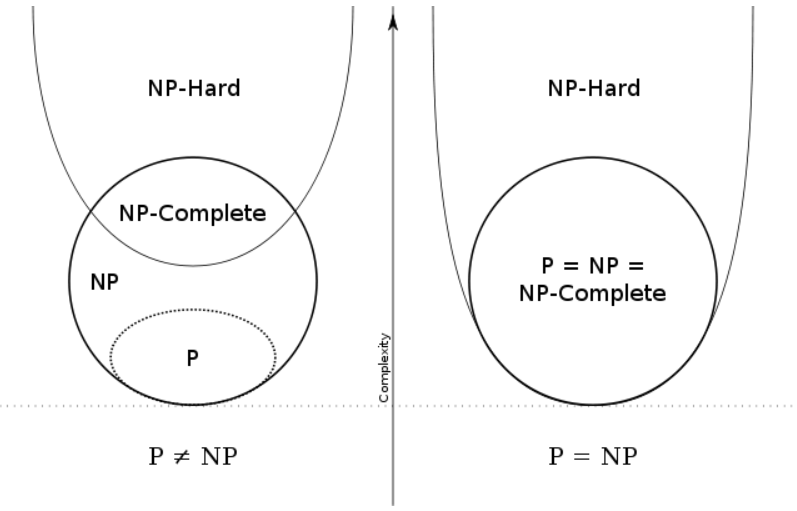 NP-Hard
NP-Complete
NP
P
P ≠ NP
Complexity
NP-Hard
P = NP =
NP-Complete
P = NP